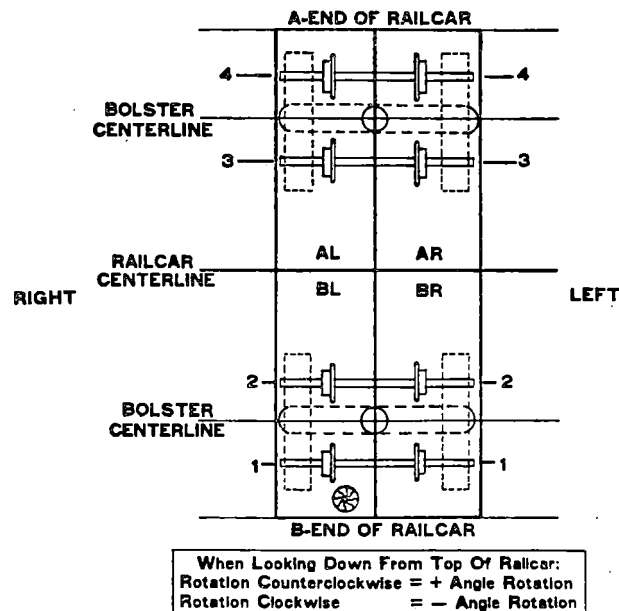 A-END OF RAILCAR
4 4
BOLSTER
CENTERLINE
3 3
AL AR
RAILCAR
CENTERLINE
RIGHT LEFT
BL BR
2 2
BOLSTER
CENTERLINE
1 1
B-END OF RAILCAR
When Looking Down From Top Of Railcar:
Rotation Counterclockwise = + Angle Rotation
Rotation Clockwise = − Angle Rotation